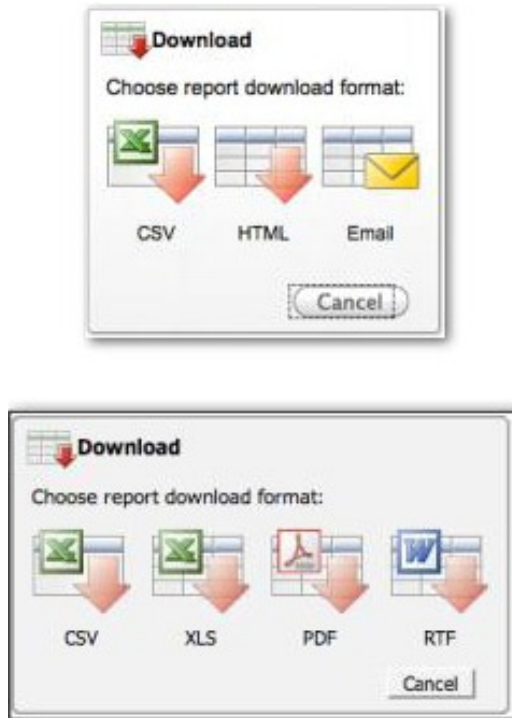 Download
Choose report download format:
CSV HTML Email
Cancel
Download
Choose report download format:
CSV XLS PDF RTF
Cancel